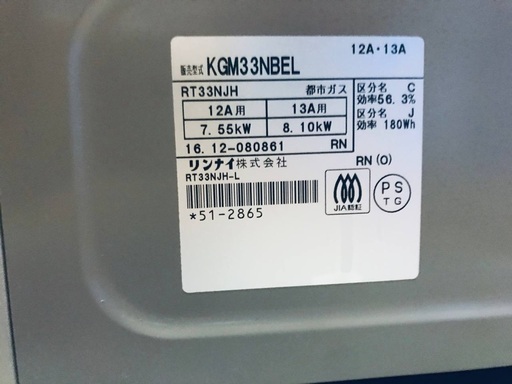 12A・13A
販売型式 KGM33NBEL
RT33NJH 都市ガス
12A用 13A用
7.55kW 8.10kW
16.12-080861 RN
区分名 C
効率56.3%
区分名 J
効率 180Wh
リンナイ株式会社 RN(O)
RT33NJH-L
*51-2865
JIA認証
PS
TG